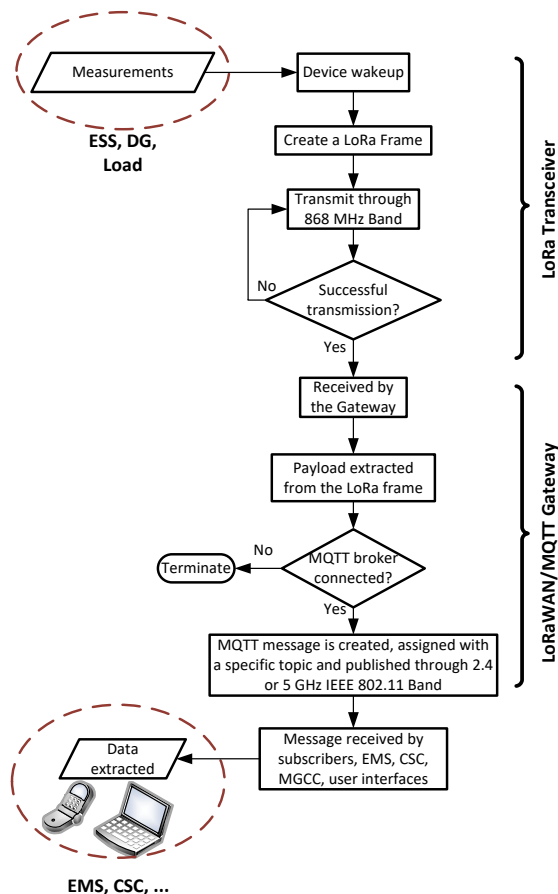 Measurements
Device wakeup
ESS, DG,
Load
Create a LoRa Frame
Transmit through
868 MHz Band
No
Successful
transmission?
Yes
LoRa Transceiver
Received by
the Gateway
Payload extracted
from the LoRa frame
No
MQTT broker
connected?
Terminate
Yes
MQTT message is created, assigned with
a specific topic and published through 2.4
or 5 GHz IEEE 802.11 Band
LoRaWAN/MQTT Gateway
Message received by
subscribers, EMS, CSC,
MGCC, user interfaces
Data
extracted
EMS, CSC, ...